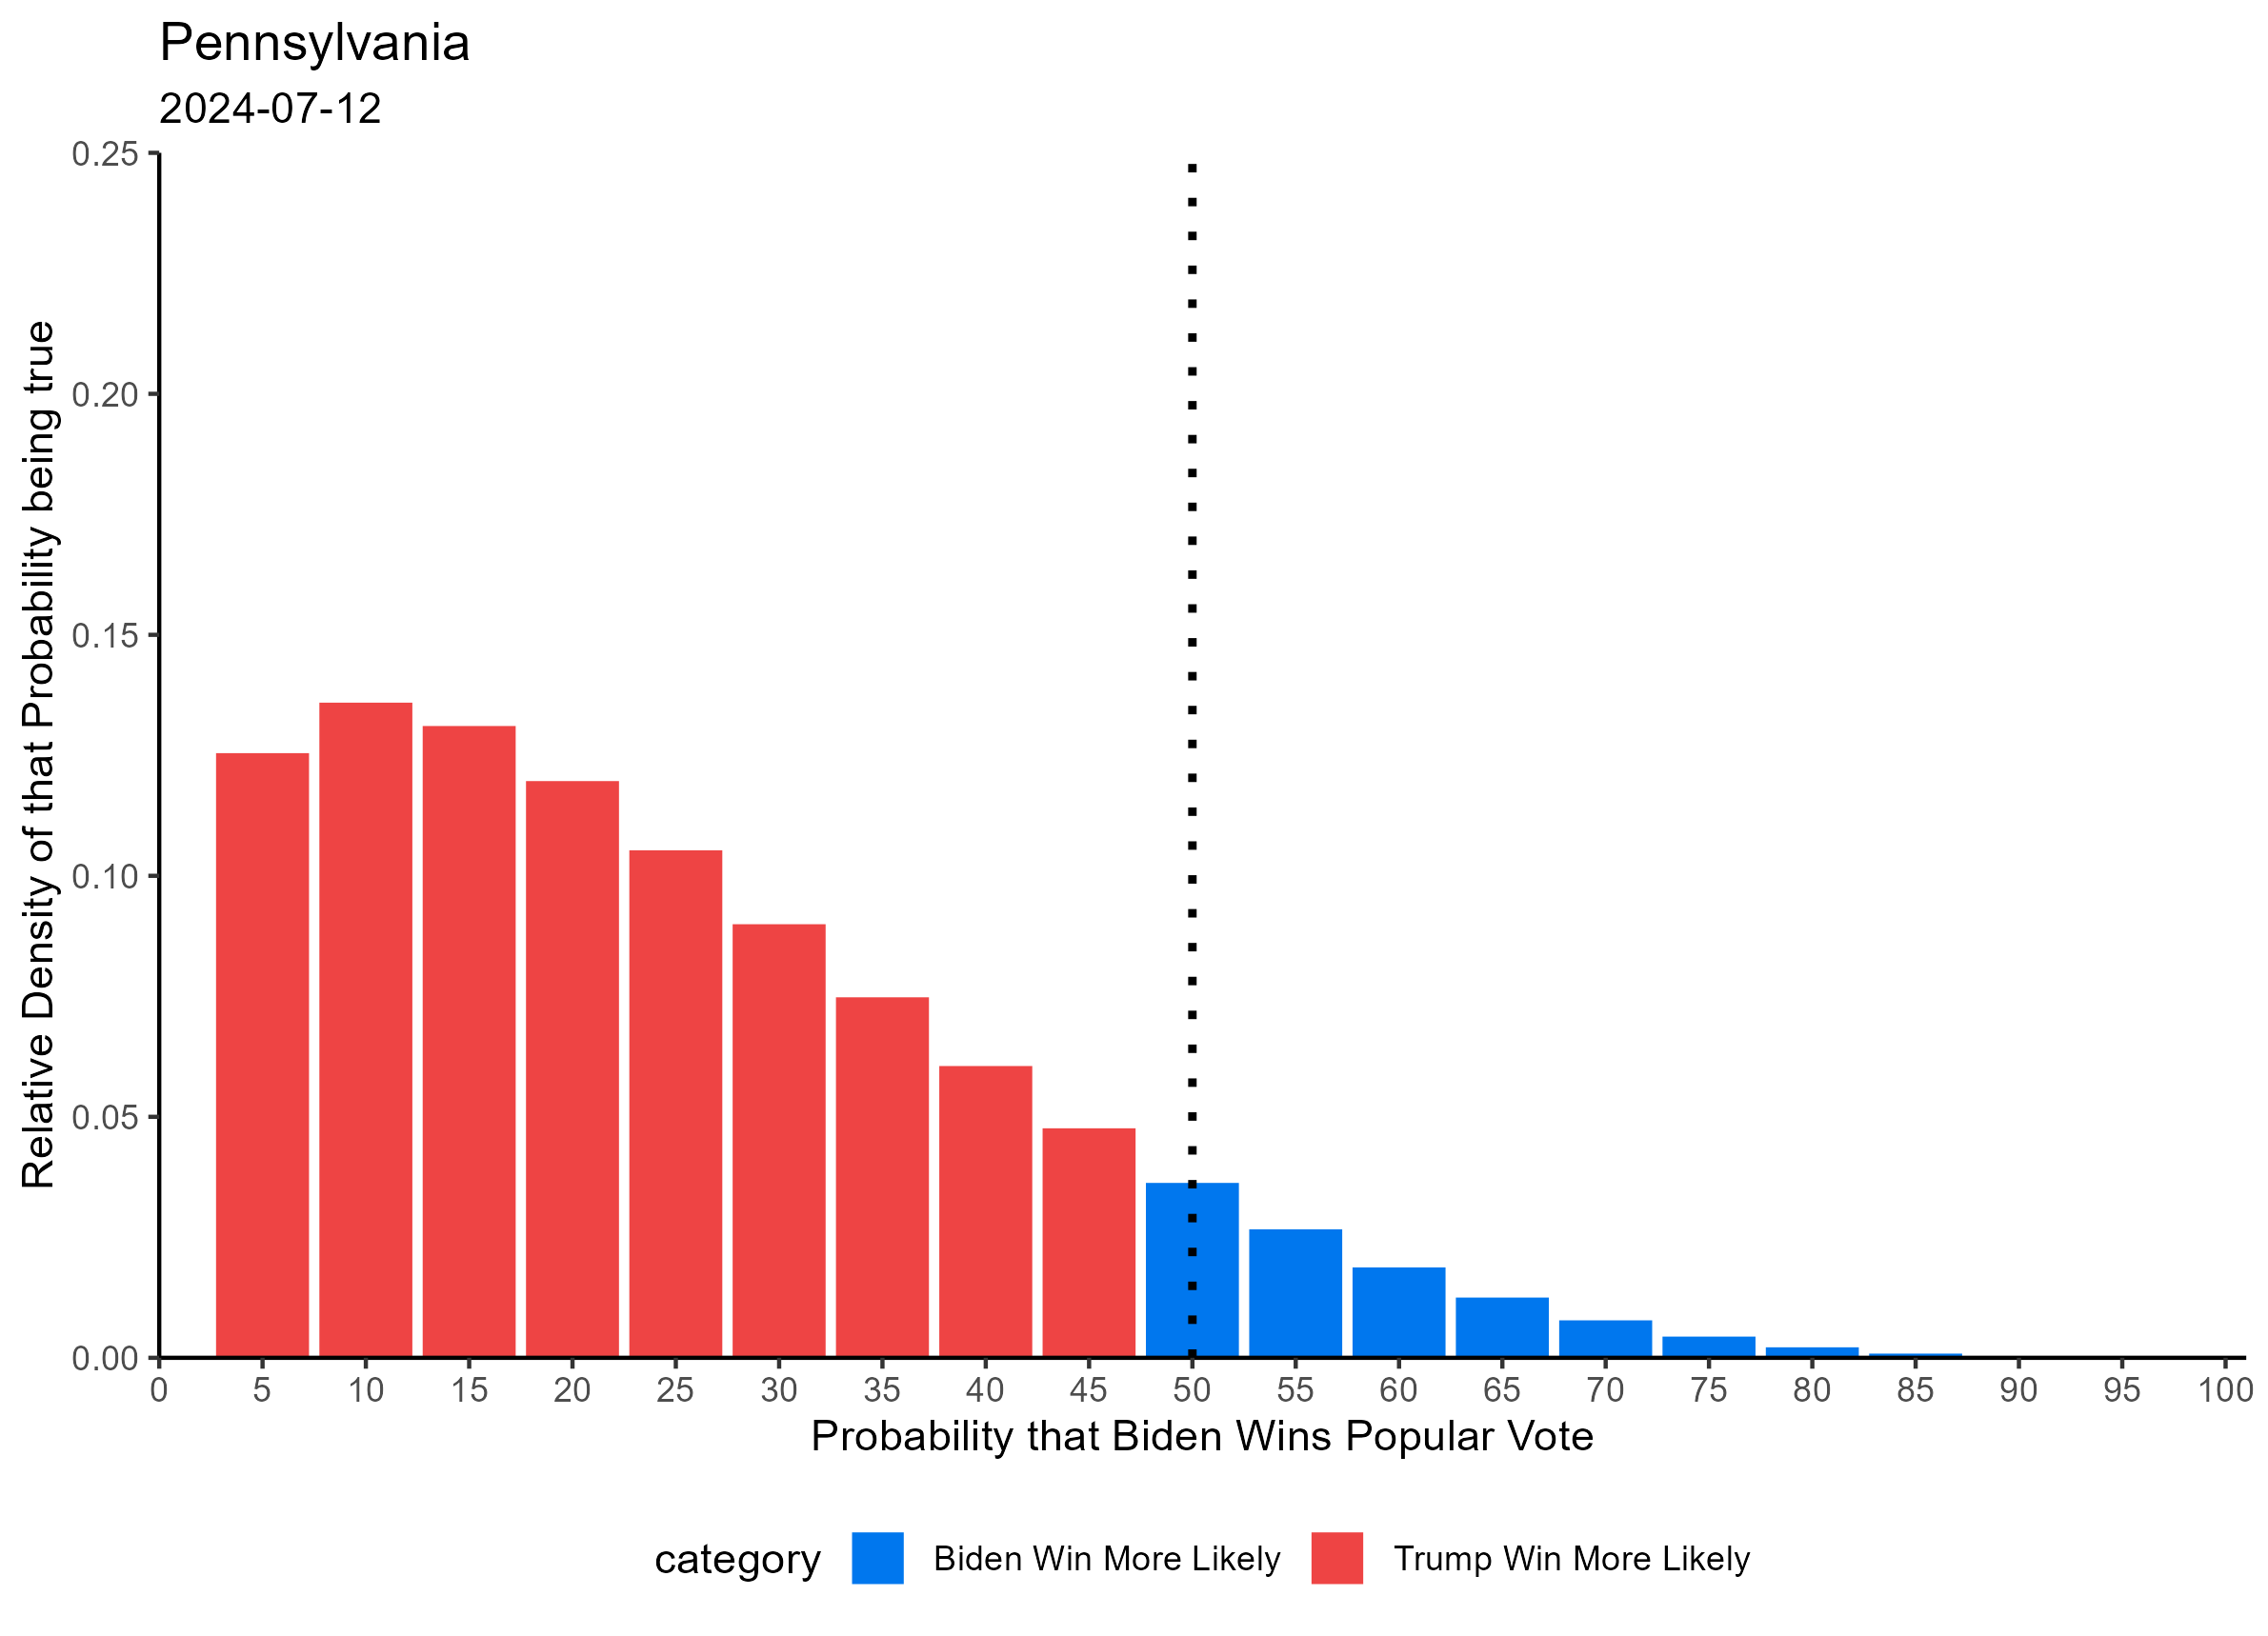 Pennsylvania
2024-07-12
Relative Density of that Probability being true
0.25
0.20
0.15
0.10
0.05
0.00
0 5 10 15 20 25 30 35 40 45 50 55 60 65 70 75 80 85 90 95 100
Probability that Biden Wins Popular Vote
category Biden Win More Likely Trump Win More Likely